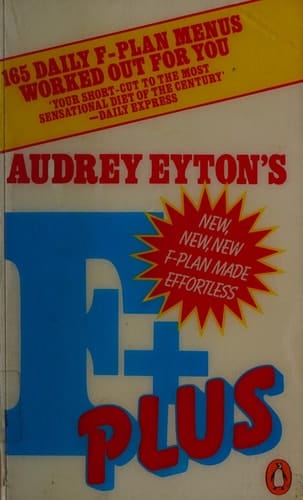 165 DAILY F-PLAN MENUS
WORKED OUT FOR YOU
'YOUR SHORT-CUT TO THE MOST
SENSATIONAL DIET OF THE CENTURY'
—DAILY EXPRESS
AUDREY EYTON'S
NEW,
NEW, NEW
F-PLAN MADE
EFFORTLESS
F+
PLUS